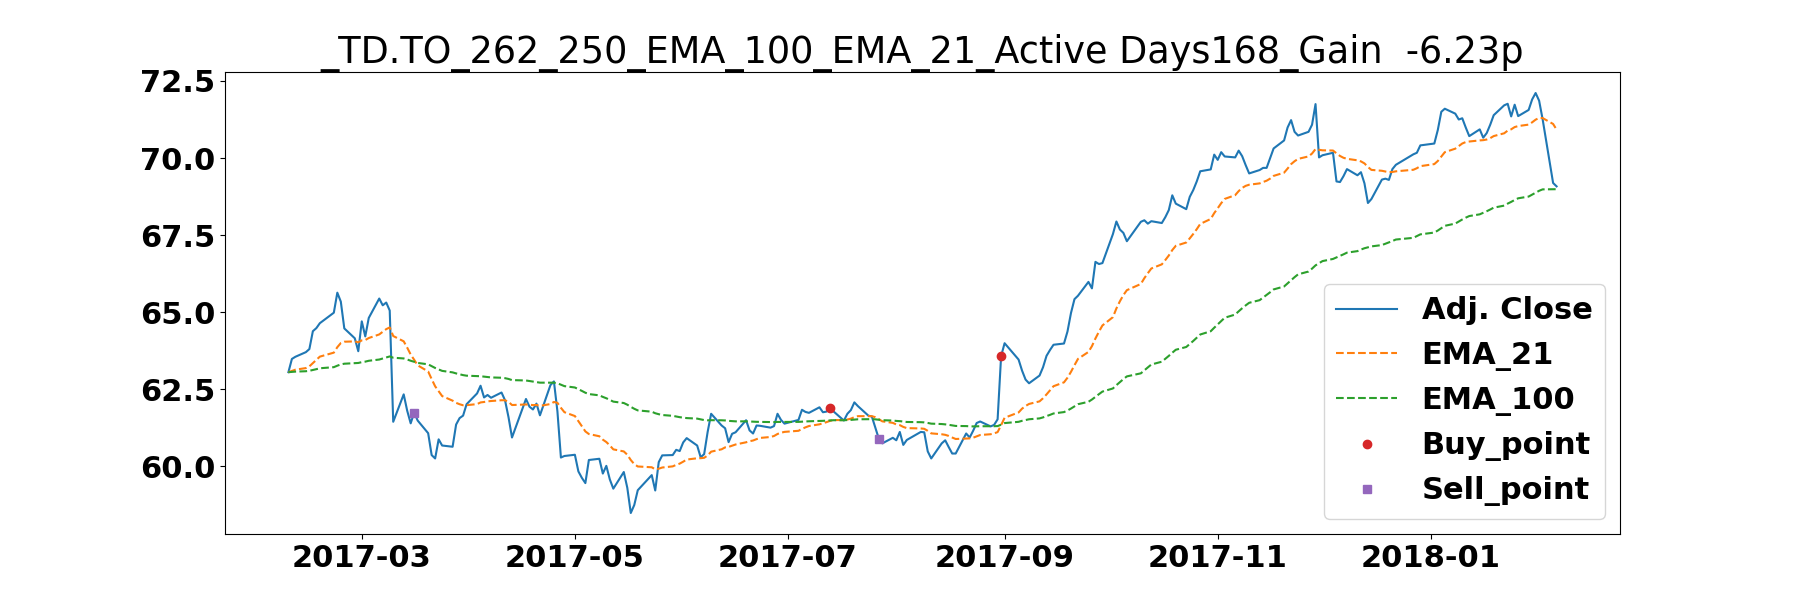 _TD.TO_262_250_EMA_100_EMA_21_Active Days168_Gain  -6.23p
72.5
70.0
67.5
65.0
62.5
60.0
Adj. Close
EMA_21
EMA_100
Buy_point
Sell_point
2017-03 2017-05 2017-07 2017-09 2017-11 2018-01